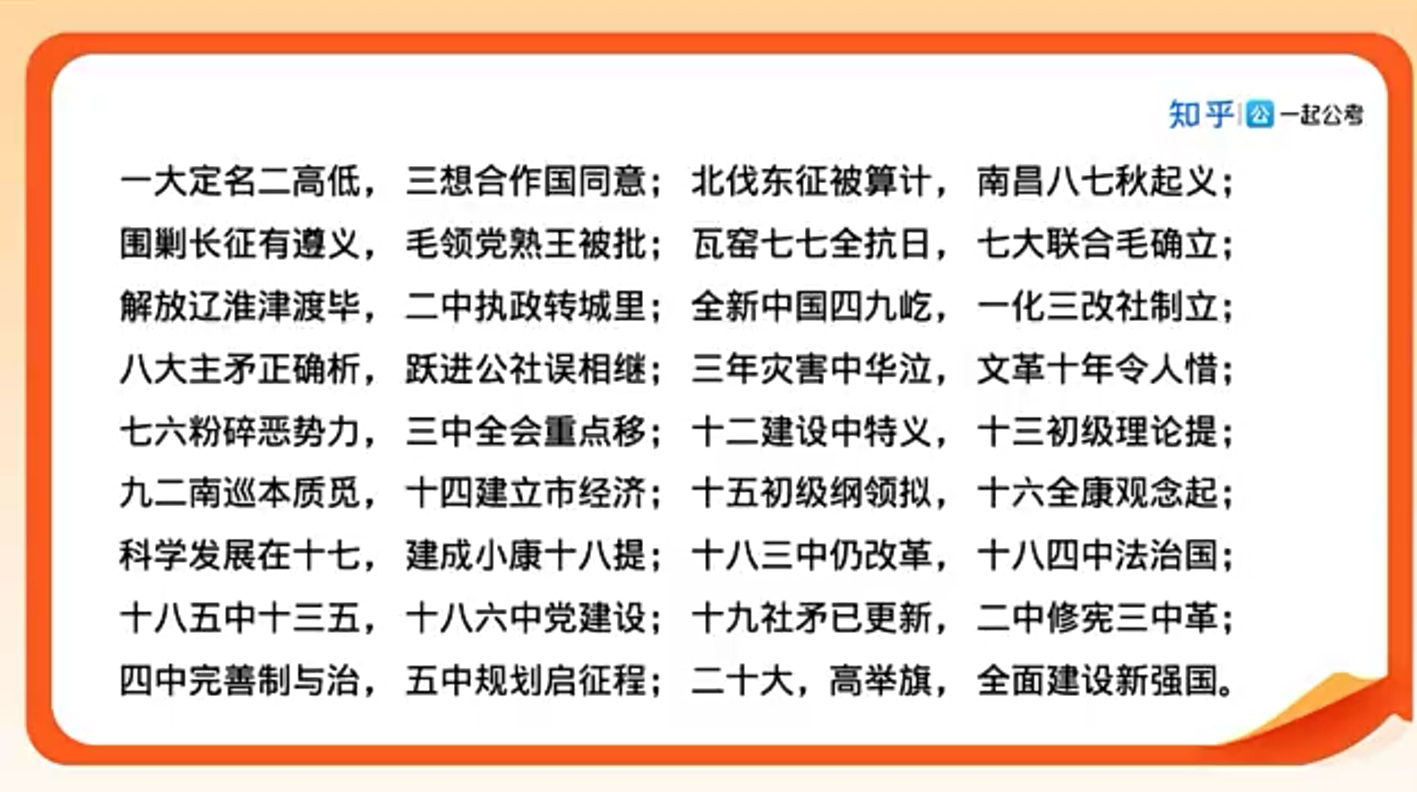 知乎 公 一起公考
一大定名二高低， 三想合作国同意； 北伐东征被算计， 南昌八七秋起义；
围剿长征有遵义， 毛领党熟王被批； 瓦窑七七全抗日， 七大联合毛确立；
解放辽淮津渡毕， 二中执政转城里； 全新中国四九屹， 一化三改社制立；
八大主矛正确析， 跃进公社误相继； 三年灾害中华泣， 文革十年令人惜；
七六粉碎恶势力， 三中全会重点移； 十二建设中特义， 十三初级理论提；
九二南巡本质觅， 十四建立市经济； 十五初级纲领拟， 十六全康观念起；
科学发展在十七， 建成小康十八提； 十八三中仍改革， 十八四中法治国；
十八五中十三五， 十八六中党建设； 十九社矛已更新， 二中修宪三中革；
四中完善制与治， 五中规划启征程； 二十大，高举旗， 全面建设新强国。